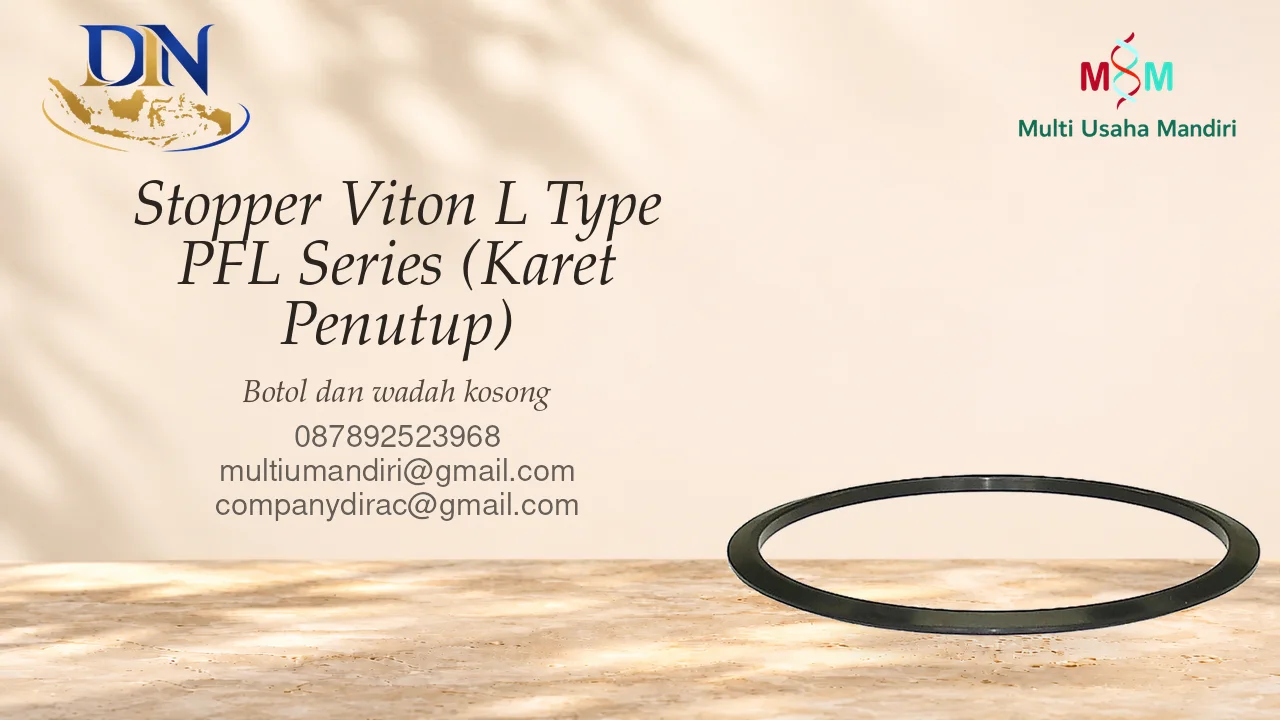 DIN
M M
Multi Usaha Mandiri
Stopper Viton L Type
PFL Series (Karet
Penutup)
Botol dan wadah kosong
087892523968
multiumandiri@gmail.com
companydirac@gmail.com